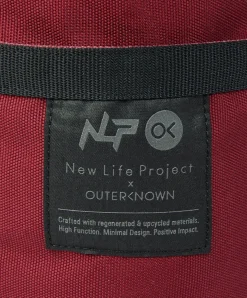 NLP OK
New Life Project
x
OUTERKNOWN
Crafted with regenerated & upcycled materials.
High Function. Minimal Design. Positive Impact.